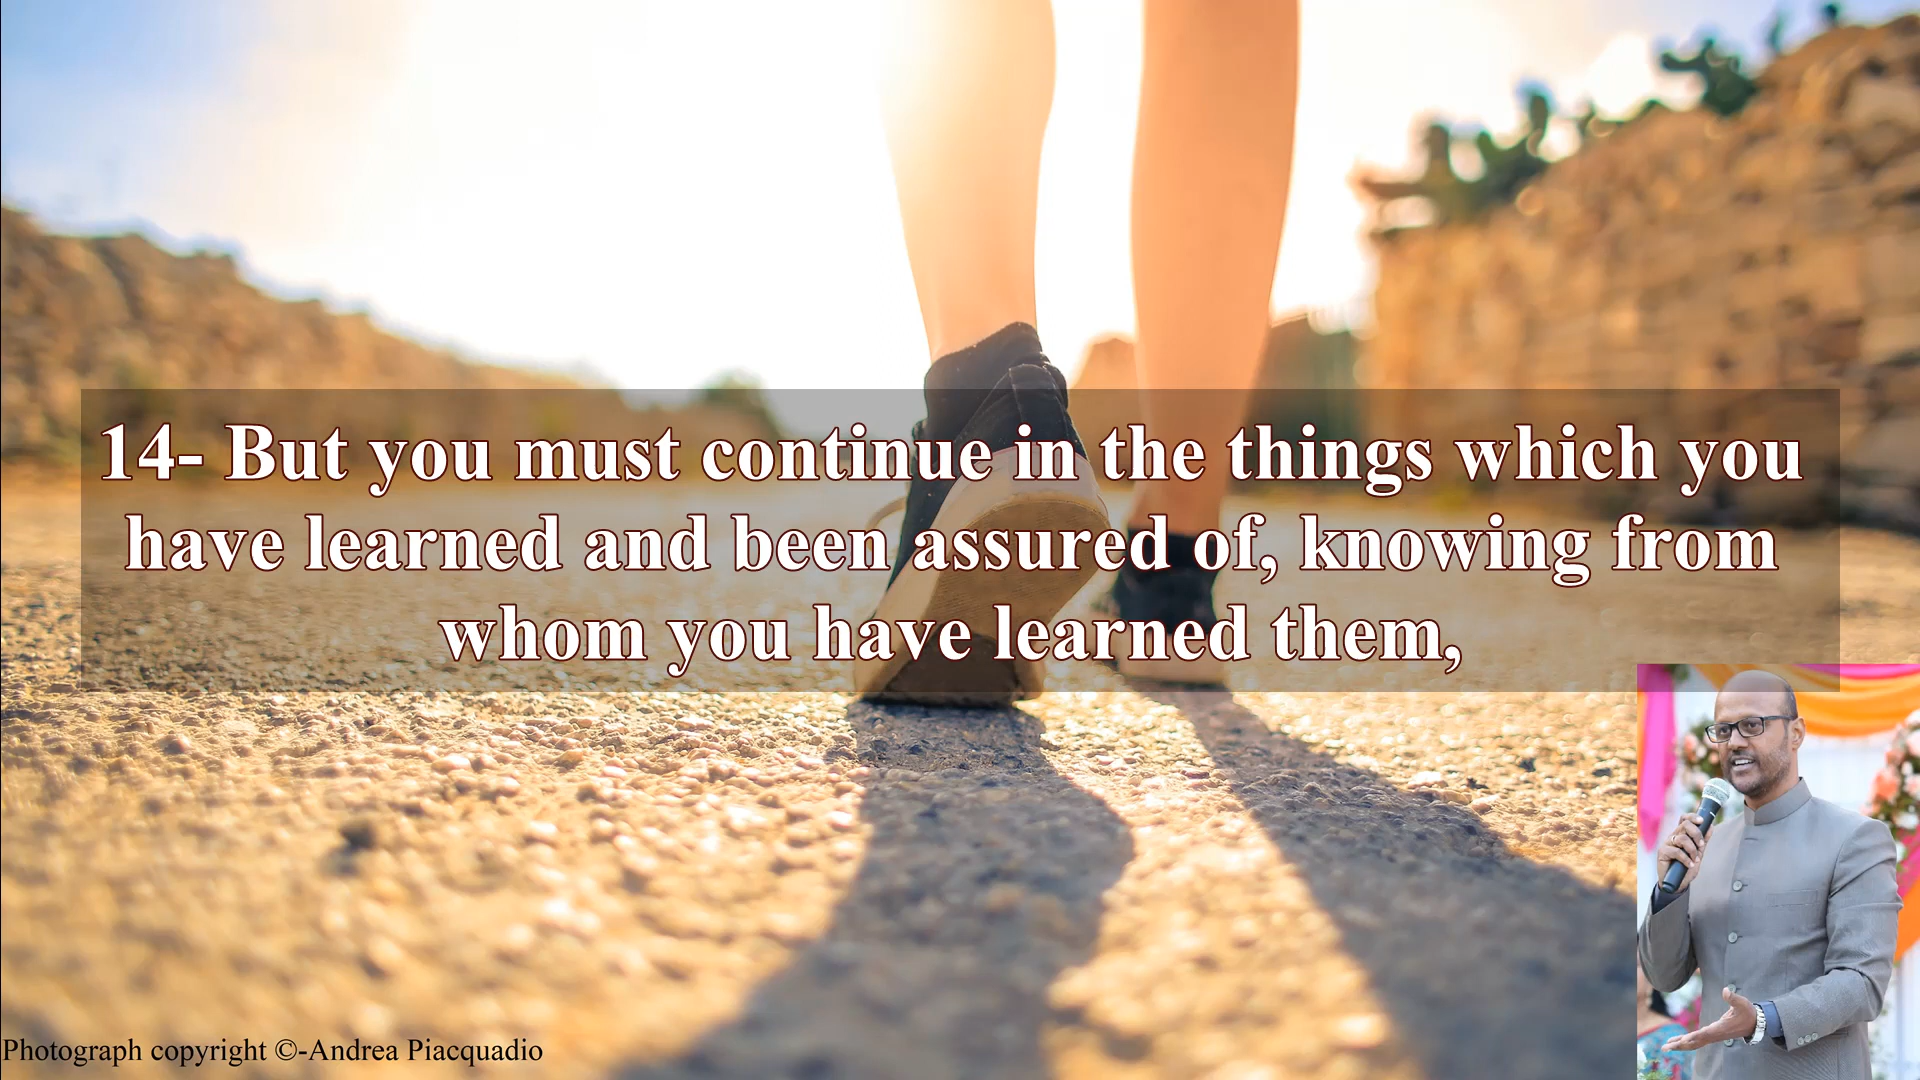 14- But you must continue in the things which you
have learned and been assured of, knowing from
whom you have learned them,
Photograph copyright ©-Andrea Piacquadio